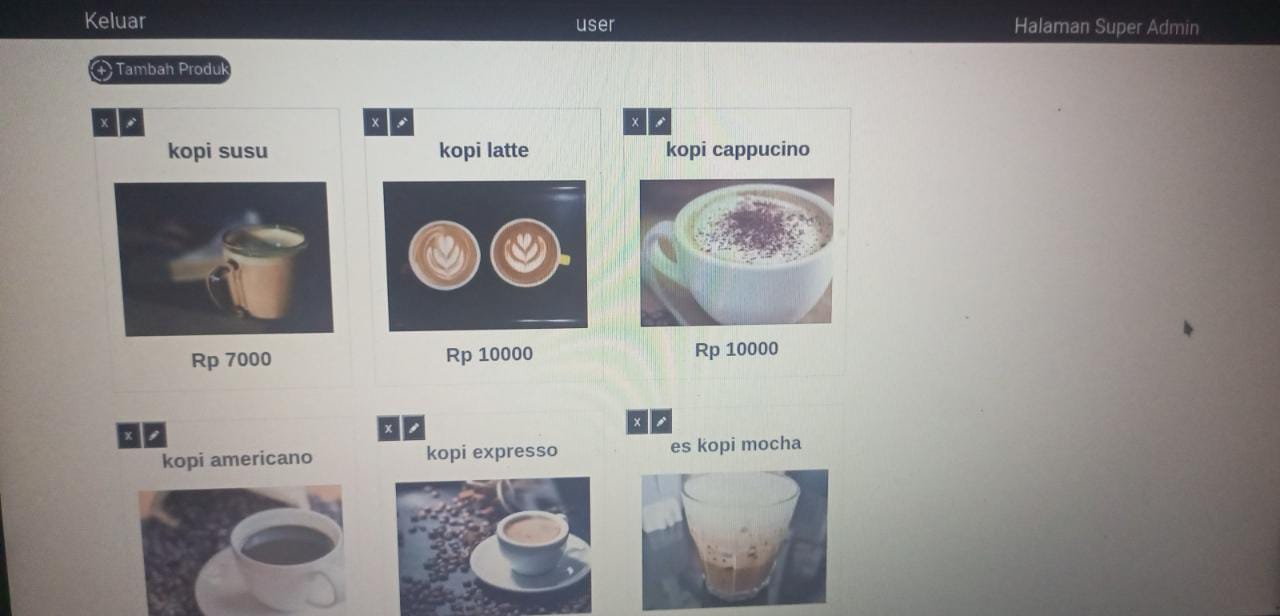 Keluar
user
Halaman Super Admin
Tambah Produk
X
X
X
kopi susu
kopi latte
kopi cappucino
Rp 7000
Rp 10000
Rp 10000
X
X
X
kopi americano
kopi expresso
es kopi mocha